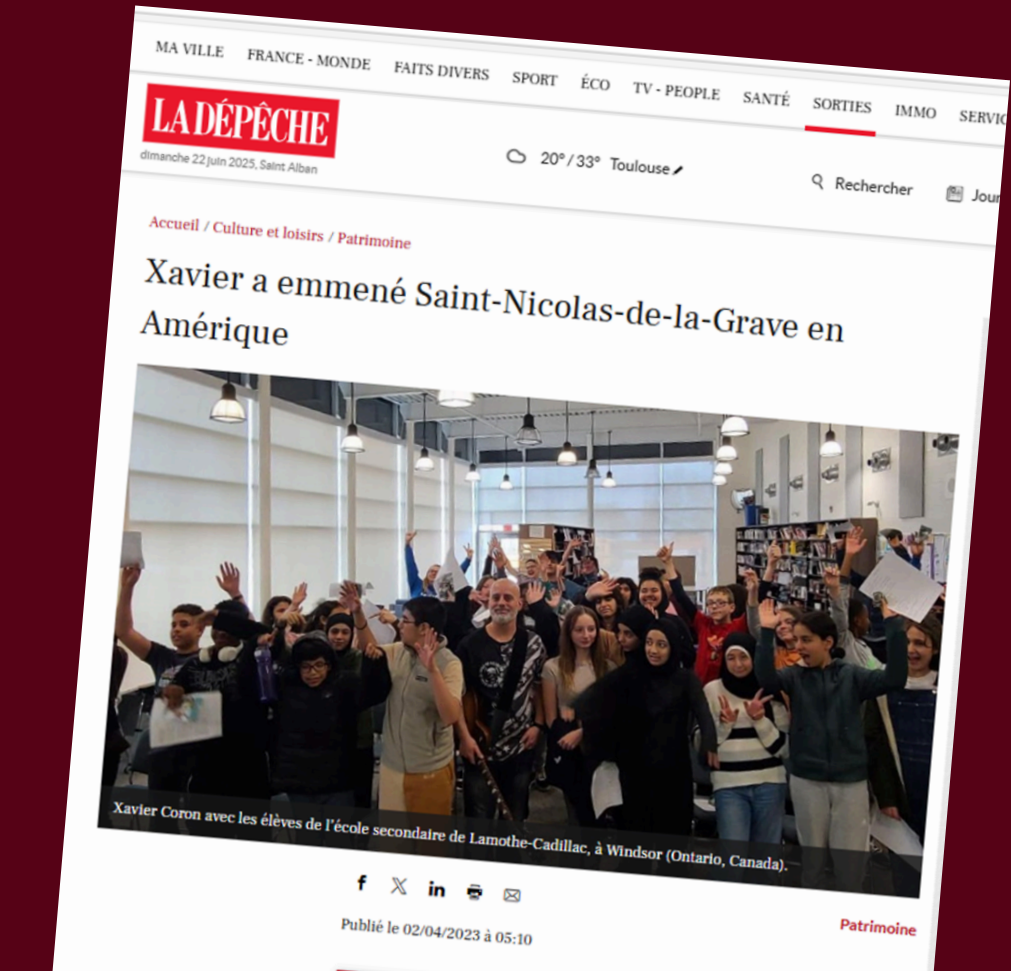 MA VILLE FRANCE - MONDE FAITS DIVERS SPORT ÉCO TV - PEOPLE SANTÉ SORTIES IMMO
LA DÉPÊCHE
dimanche 22 juin 2025, Saint Alban
20° / 33° Toulouse
Rechercher
Accueil / Culture et loisirs / Patrimoine
Xavier a emmené Saint-Nicolas-de-la-Grave en
Amérique
Xavier Coron avec les élèves de l'école secondaire de Lamothe-Cadillac, à Windsor (Ontario, Canada).
Patrimoine
Publié le 02/04/2023 à 05:10